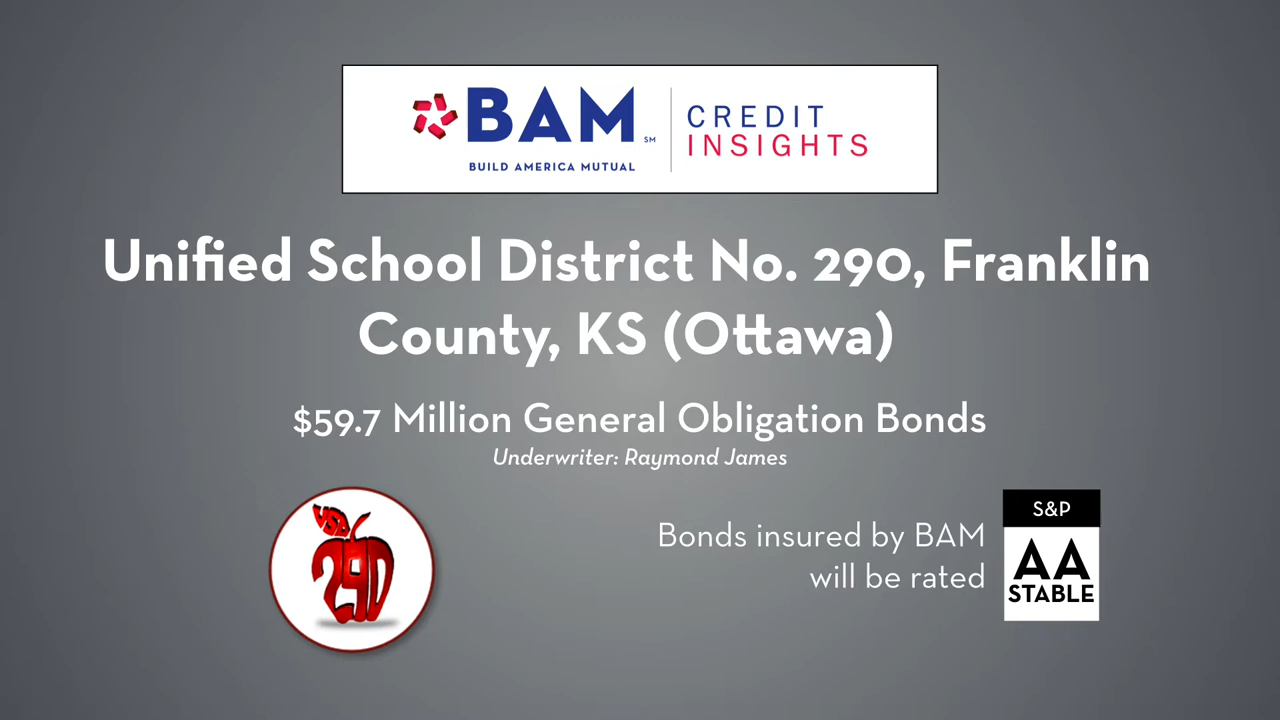 BAM SM
BUILD AMERICA MUTUAL
CREDIT
INSIGHTS
Unified School District No. 290, Franklin
County, KS (Ottawa)
$59.7 Million General Obligation Bonds
Underwriter: Raymond James
USD
290
Bonds insured by BAM
will be rated
S&P
AA
STABLE